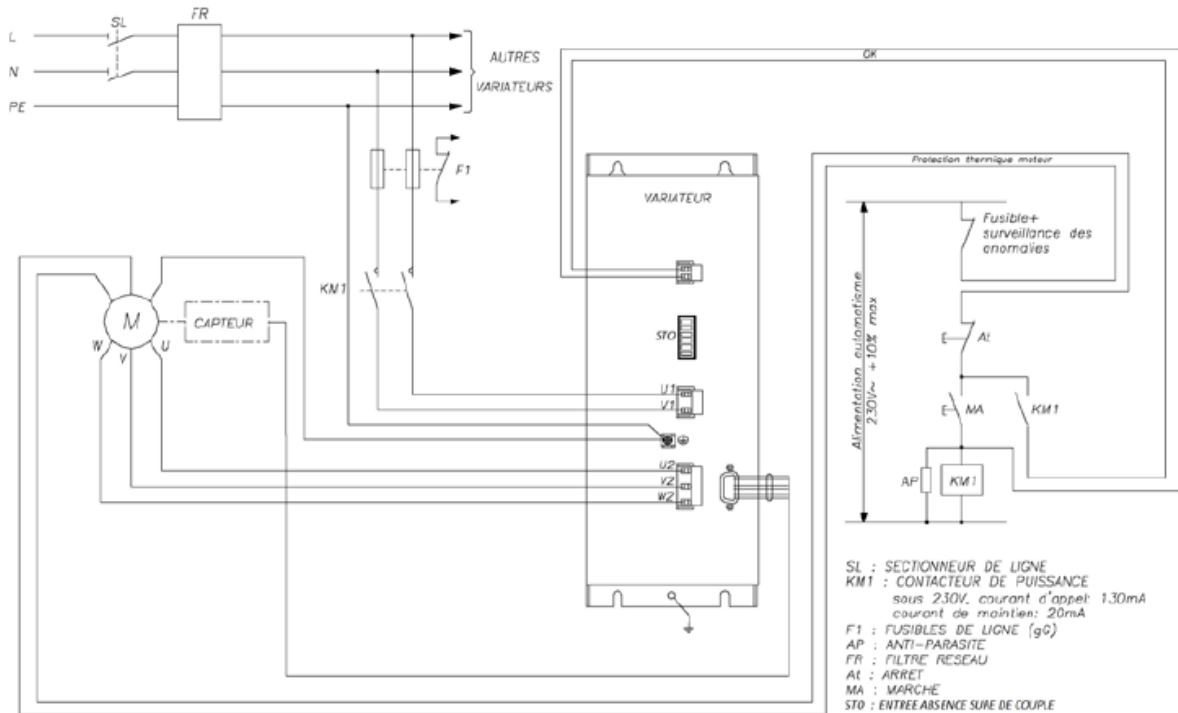 SL
FR
L
N
PE
AUTRES
VARIATEURS
OK
F1
Protection thermique moteur
VARIATEUR
Alimentation automatisme
230V~ +10% max
Fusible+
surveillance des
anomalies
KM1
M
CAPTEUR
W
V
U
STO
At
U1
V1
MA
KM1
U2
V2
W2
AP
KM1
SL : SECTIONNEUR DE LIGNE
KM1 : CONTACTEUR DE PUISSANCE
sous 230V, courant d'appel: 130mA
courant de maintien: 20mA
F1 : FUSIBLES DE LIGNE (gG)
AP : ANTI-PARASITE
FR : FILTRE RESEAU
At : ARRET
MA : MARCHE
STO : ENTREE ABSENCE SURE DE COUPLE